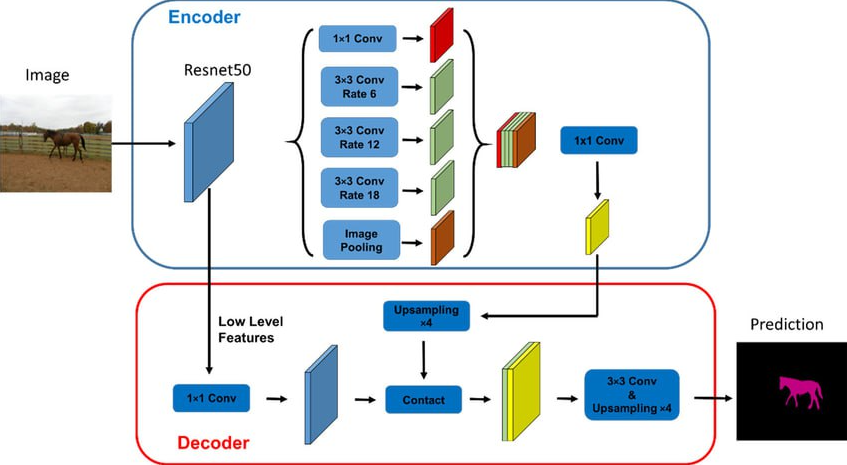 Encoder
Image
Resnet50
1×1 Conv
3×3 Conv
Rate 6
3×3 Conv
Rate 12
3×3 Conv
Rate 18
Image
Pooling
1x1 Conv
Low Level
Features
Upsampling
×4
Prediction
1×1 Conv
Contact
3×3 Conv
&
Upsampling ×4
Decoder